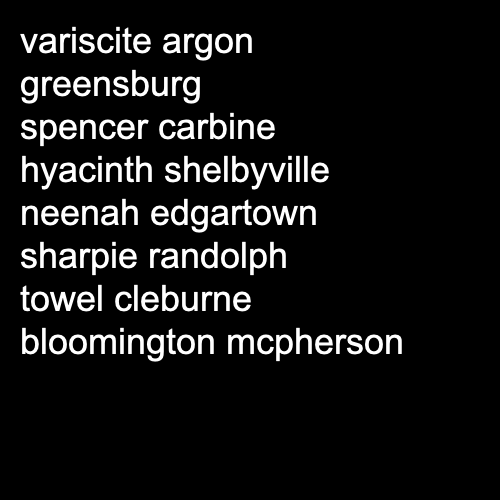 variscite argon
greensburg
spencer carbine
hyacinth shelbyville
neenah edgartown
sharpie randolph
towel cleburne
bloomington mcpherson